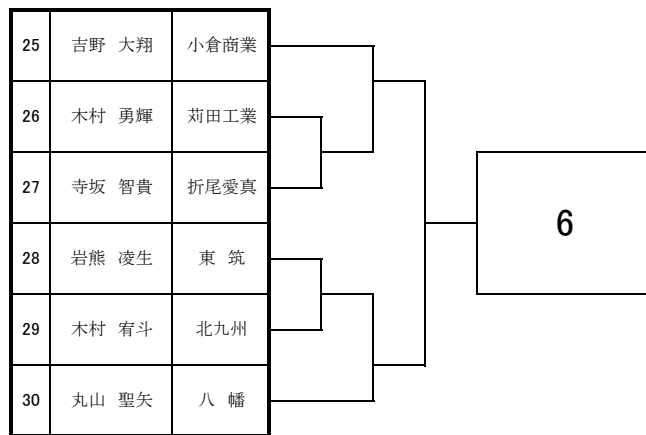 25 吉野 大翔 小倉商業
26 木村 勇輝 苅田工業
27 寺坂 智貴 折尾愛真
28 岩熊 凌生 東 筑
29 木村 宥斗 北九州
30 丸山 聖矢 八 幡
6